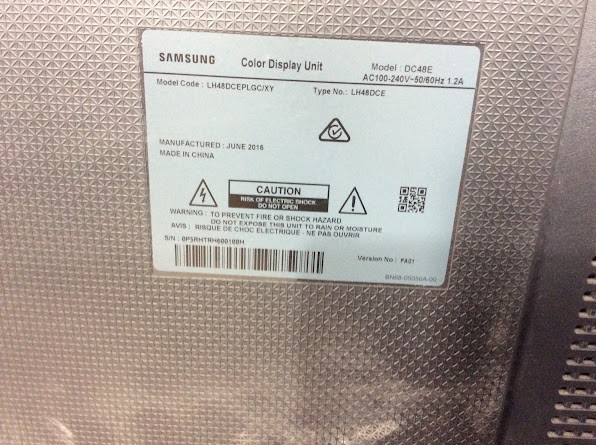 SAMSUNG Color Display Unit Model : DC48E
AC100-240V~50/60Hz 1.2A
Model Code : LH48DCEPLGC/XY Type No.: LH48DCE
MANUFACTURED : JUNE 2016
MADE IN CHINA
CAUTION
RISK OF ELECTRIC SHOCK
DO NOT OPEN
WARNING : TO PREVENT FIRE OR SHOCK HAZARD
DO NOT EXPOSE THIS UNIT TO RAIN OR MOISTURE
AVIS : RISQUE DE CHOC ELECTRIQUE - NE PAS OUVRIR
S/N :
Version No : FA01